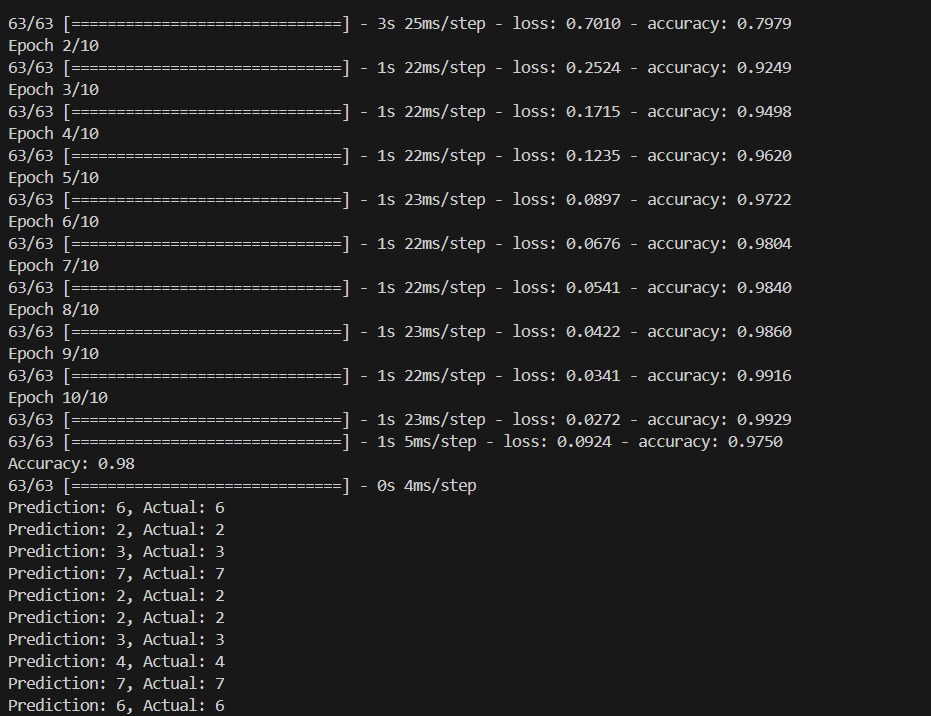 63/63 [==============================] - 3s 25ms/step - loss: 0.7010 - accuracy: 0.7979
Epoch 2/10
63/63 [==============================] - 1s 22ms/step - loss: 0.2524 - accuracy: 0.9249
Epoch 3/10
63/63 [==============================] - 1s 22ms/step - loss: 0.1715 - accuracy: 0.9498
Epoch 4/10
63/63 [==============================] - 1s 22ms/step - loss: 0.1235 - accuracy: 0.9620
Epoch 5/10
63/63 [==============================] - 1s 23ms/step - loss: 0.0897 - accuracy: 0.9722
Epoch 6/10
63/63 [==============================] - 1s 22ms/step - loss: 0.0676 - accuracy: 0.9804
Epoch 7/10
63/63 [==============================] - 1s 22ms/step - loss: 0.0541 - accuracy: 0.9840
Epoch 8/10
63/63 [==============================] - 1s 23ms/step - loss: 0.0422 - accuracy: 0.9860
Epoch 9/10
63/63 [==============================] - 1s 22ms/step - loss: 0.0341 - accuracy: 0.9916
Epoch 10/10
63/63 [==============================] - 1s 23ms/step - loss: 0.0272 - accuracy: 0.9929
63/63 [==============================] - 1s 5ms/step - loss: 0.0924 - accuracy: 0.9750
Accuracy: 0.98
63/63 [==============================] - 0s 4ms/step
Prediction: 6, Actual: 6
Prediction: 2, Actual: 2
Prediction: 3, Actual: 3
Prediction: 7, Actual: 7
Prediction: 2, Actual: 2
Prediction: 2, Actual: 2
Prediction: 3, Actual: 3
Prediction: 4, Actual: 4
Prediction: 7, Actual: 7
Prediction: 6, Actual: 6